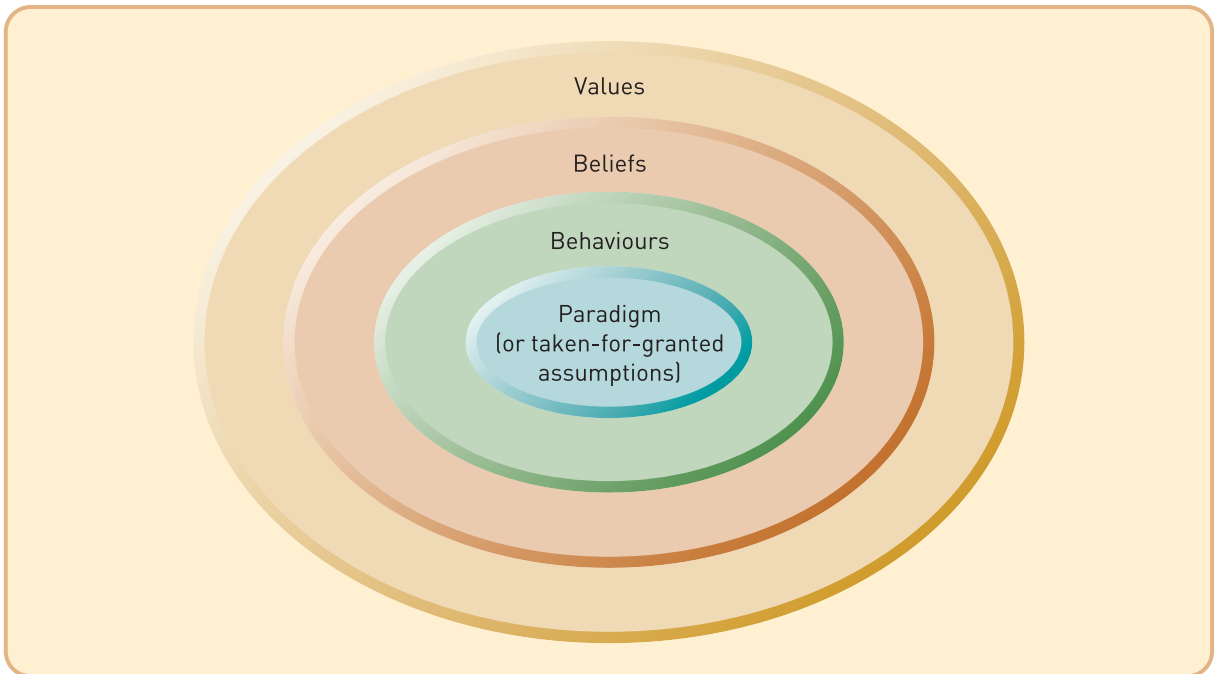 Values
Beliefs
Behaviours
Paradigm
(or taken-for-granted
assumptions)